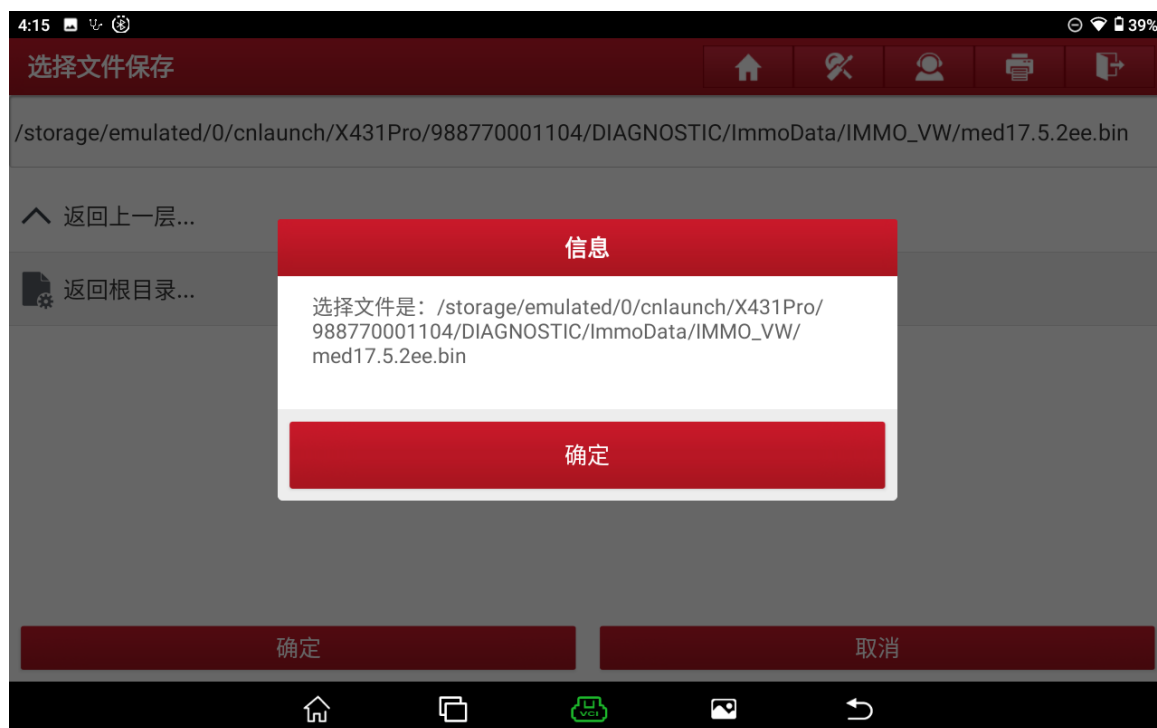 4:15
39%
选择文件保存
/storage/emulated/0/cnlaunch/X431Pro/988770001104/DIAGNOSTIC/ImmoData/IMMO_VW/med17.5.2ee.bin
返回上一层...
返回根目录...
信息
选择文件是：/storage/emulated/0/cnlaunch/X431Pro/
988770001104/DIAGNOSTIC/ImmoData/IMMO_VW/
med17.5.2ee.bin
确定
确定
取消
VCI